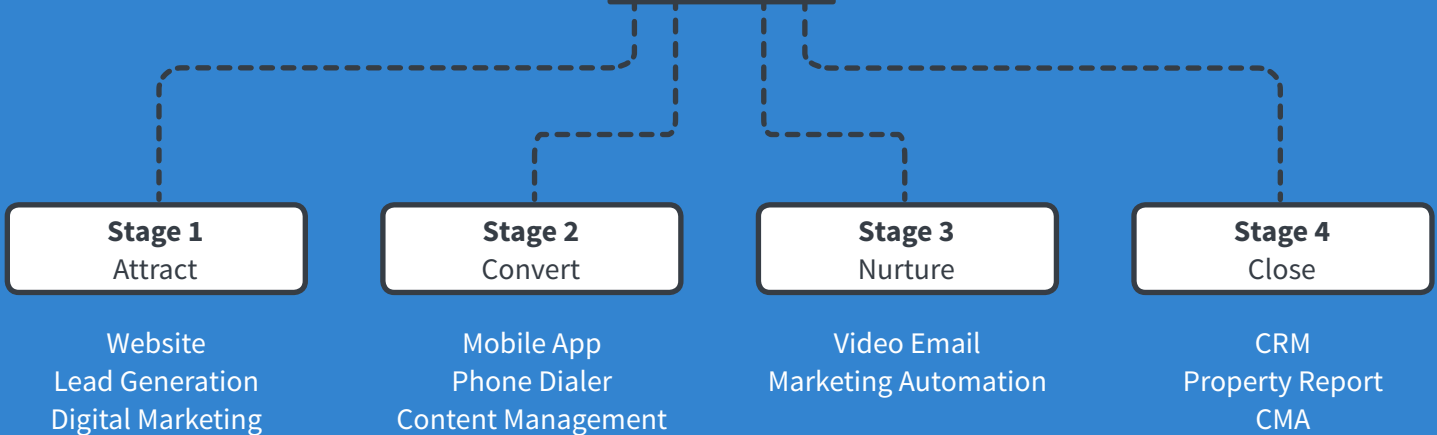 Stage 1
Attract
Website
Lead Generation
Digital Marketing
Stage 2
Convert
Mobile App
Phone Dialer
Content Management
Stage 3
Nurture
Video Email
Marketing Automation
Stage 4
Close
CRM
Property Report
CMA